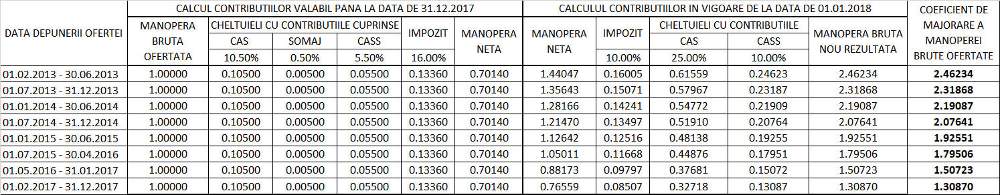 CALCUL CONTRIBUTIILOR VALABIL PANA LA DATA DE 31.12.2017 CALCULUL CONTRIBUTIILOR IN VIGOARE DE LA DATA DE 01.01.2018 COEFICIENT DE
DATA DEPUNERII OFERTEI MANOPERA CHELTUIELI CU CONTRIBUTIILE CUPRINSE IMPOZIT MANOPERA MANOPERA IMPOZIT CHELTUIELI CU CONTRIBUTIILE MANOPERA BRUTA MAJORARE A
BRUTA CAS SOMAJ CASS NETA NETA CAS CASS NOU REZULTATA MANOPEREI
OFERTATA 10.50% 0.50% 5.50% 16.00% 10.00% 25.00% 10.00% BRUTE OFERTATE
01.02.2013 - 30.06.2013 1.00000 0.10500 0.00500 0.05500 0.13360 0.70140 1.44047 0.16005 0.61559 0.24623 2.46234 2.46234
01.07.2013 - 31.12.2013 1.00000 0.10500 0.00500 0.05500 0.13360 0.70140 1.35643 0.15071 0.57967 0.23187 2.31868 2.31868
01.01.2014 - 30.06.2014 1.00000 0.10500 0.00500 0.05500 0.13360 0.70140 1.28166 0.14241 0.54772 0.21909 2.19087 2.19087
01.07.2014 - 31.12.2014 1.00000 0.10500 0.00500 0.05500 0.13360 0.70140 1.21470 0.13497 0.51910 0.20764 2.07641 2.07641
01.01.2015 - 30.06.2015 1.00000 0.10500 0.00500 0.05500 0.13360 0.70140 1.12642 0.12516 0.48138 0.19255 1.92551 1.92551
01.07.2015 - 30.04.2016 1.00000 0.10500 0.00500 0.05500 0.13360 0.70140 1.05011 0.11668 0.44876 0.17951 1.79506 1.79506
01.05.2016 - 31.01.2017 1.00000 0.10500 0.00500 0.05500 0.13360 0.70140 0.88173 0.09797 0.37681 0.15072 1.50723 1.50723
01.02.2017 - 31.12.2017 1.00000 0.10500 0.00500 0.05500 0.13360 0.70140 0.76559 0.08507 0.32718 0.13087 1.30870 1.30870